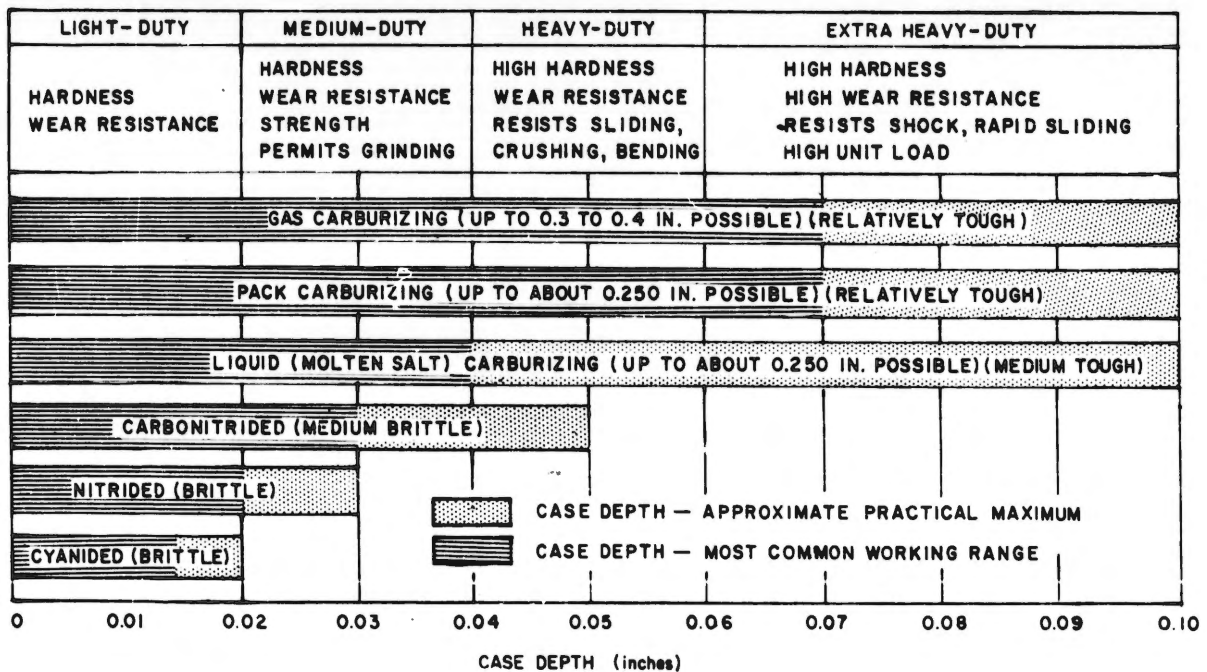 LIGHT-DUTY
MEDIUM-DUTY
HEAVY-DUTY
EXTRA HEAVY-DUTY
HARDNESS
WEAR RESISTANCE
HARDNESS
WEAR RESISTANCE
STRENGTH
PERMITS GRINDING
HIGH HARDNESS
WEAR RESISTANCE
RESISTS SLIDING,
CRUSHING, BENDING
HIGH HARDNESS
HIGH WEAR RESISTANCE
RESISTS SHOCK, RAPID SLIDING
HIGH UNIT LOAD
GAS CARBURIZING (UP TO 0.3 TO 0.4 IN. POSSIBLE) (RELATIVELY TOUGH)
PACK CARBURIZING (UP TO ABOUT 0.250 IN. POSSIBLE) (RELATIVELY TOUGH)
LIQUID (MOLTEN SALT) CARBURIZING (UP TO ABOUT 0.250 IN. POSSIBLE) (MEDIUM TOUGH)
CARBONITRIDED (MEDIUM BRITTLE)
NITRIDED (BRITTLE)
CYANIDED (BRITTLE)
CASE DEPTH — APPROXIMATE PRACTICAL MAXIMUM
CASE DEPTH — MOST COMMON WORKING RANGE
0 0.01 0.02 0.03 0.04 0.05 0.06 0.07 0.08 0.09 0.10
CASE DEPTH (inches)